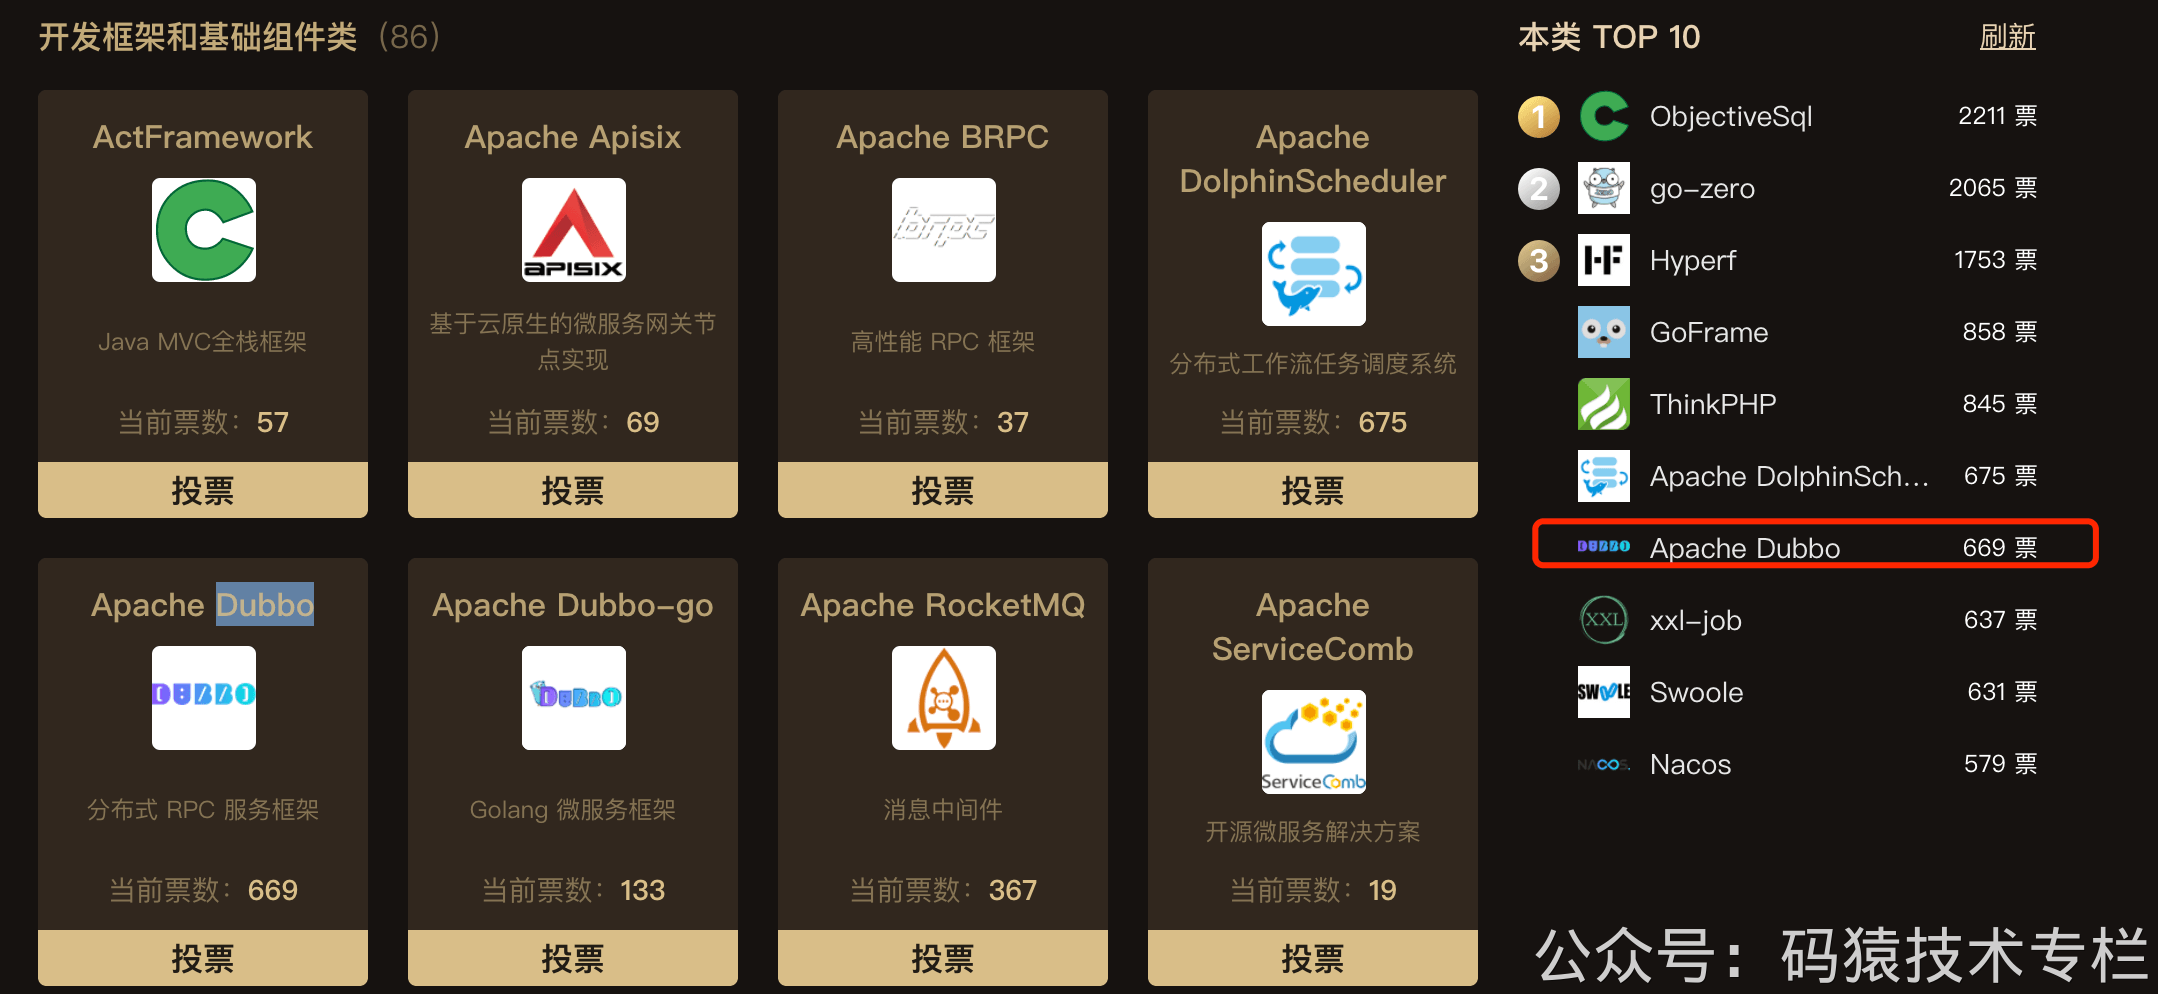 开发框架和基础组件类 (86)
ActFramework
Java MVC全栈框架
当前票数：57
投票
Apache Apisix
APISIX
基于云原生的微服务网关节
点实现
当前票数：69
投票
Apache BRPC
brpc
高性能 RPC 框架
当前票数：37
投票
Apache
DolphinScheduler
分布式工作流任务调度系统
当前票数：675
投票
Apache Dubbo
DUBBO
分布式 RPC 服务框架
当前票数：669
投票
Apache Dubbo-go
DUBBO
Golang 微服务框架
当前票数：133
投票
Apache RocketMQ
消息中间件
当前票数：367
投票
Apache
ServiceComb
ServiceComb
开源微服务解决方案
当前票数：19
投票
本类 TOP 10 刷新
1 ObjectiveSql 2211 票
2 go-zero 2065 票
3 HF Hyperf 1753 票
GoFrame 858 票
ThinkPHP 845 票
Apache DolphinSch... 675 票
DUBBO Apache Dubbo 669 票
XXL xxl-job 637 票
SWOOLE Swoole 631 票
NACOS. Nacos 579 票
公众号：码猿技术专栏